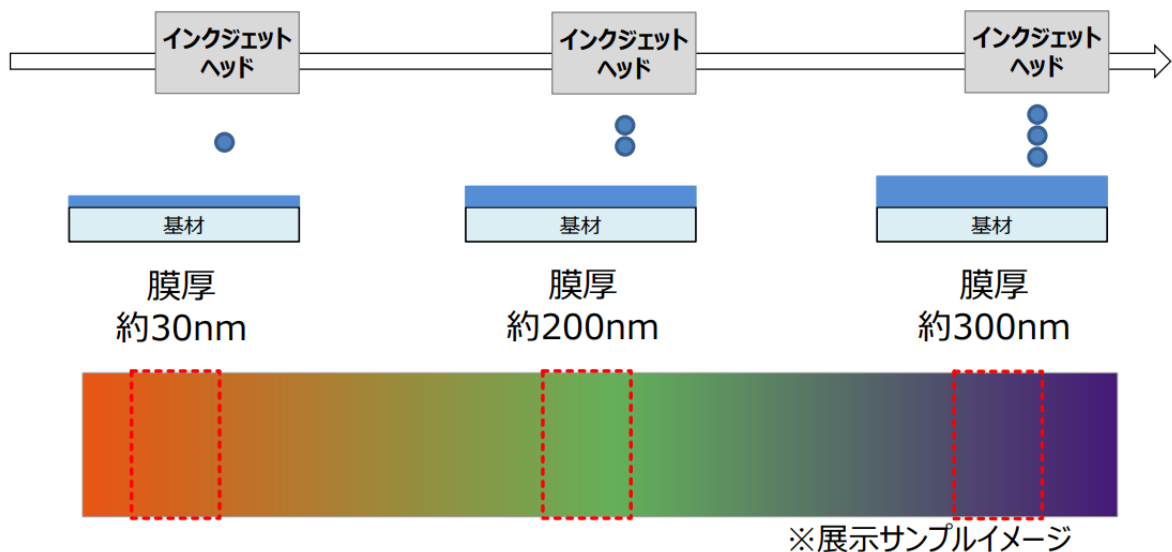 インクジェット
ヘッド
インクジェット
ヘッド
インクジェット
ヘッド
基材
基材
基材
膜厚
約30nm
膜厚
約200nm
膜厚
約300nm
※展示サンプルイメージ